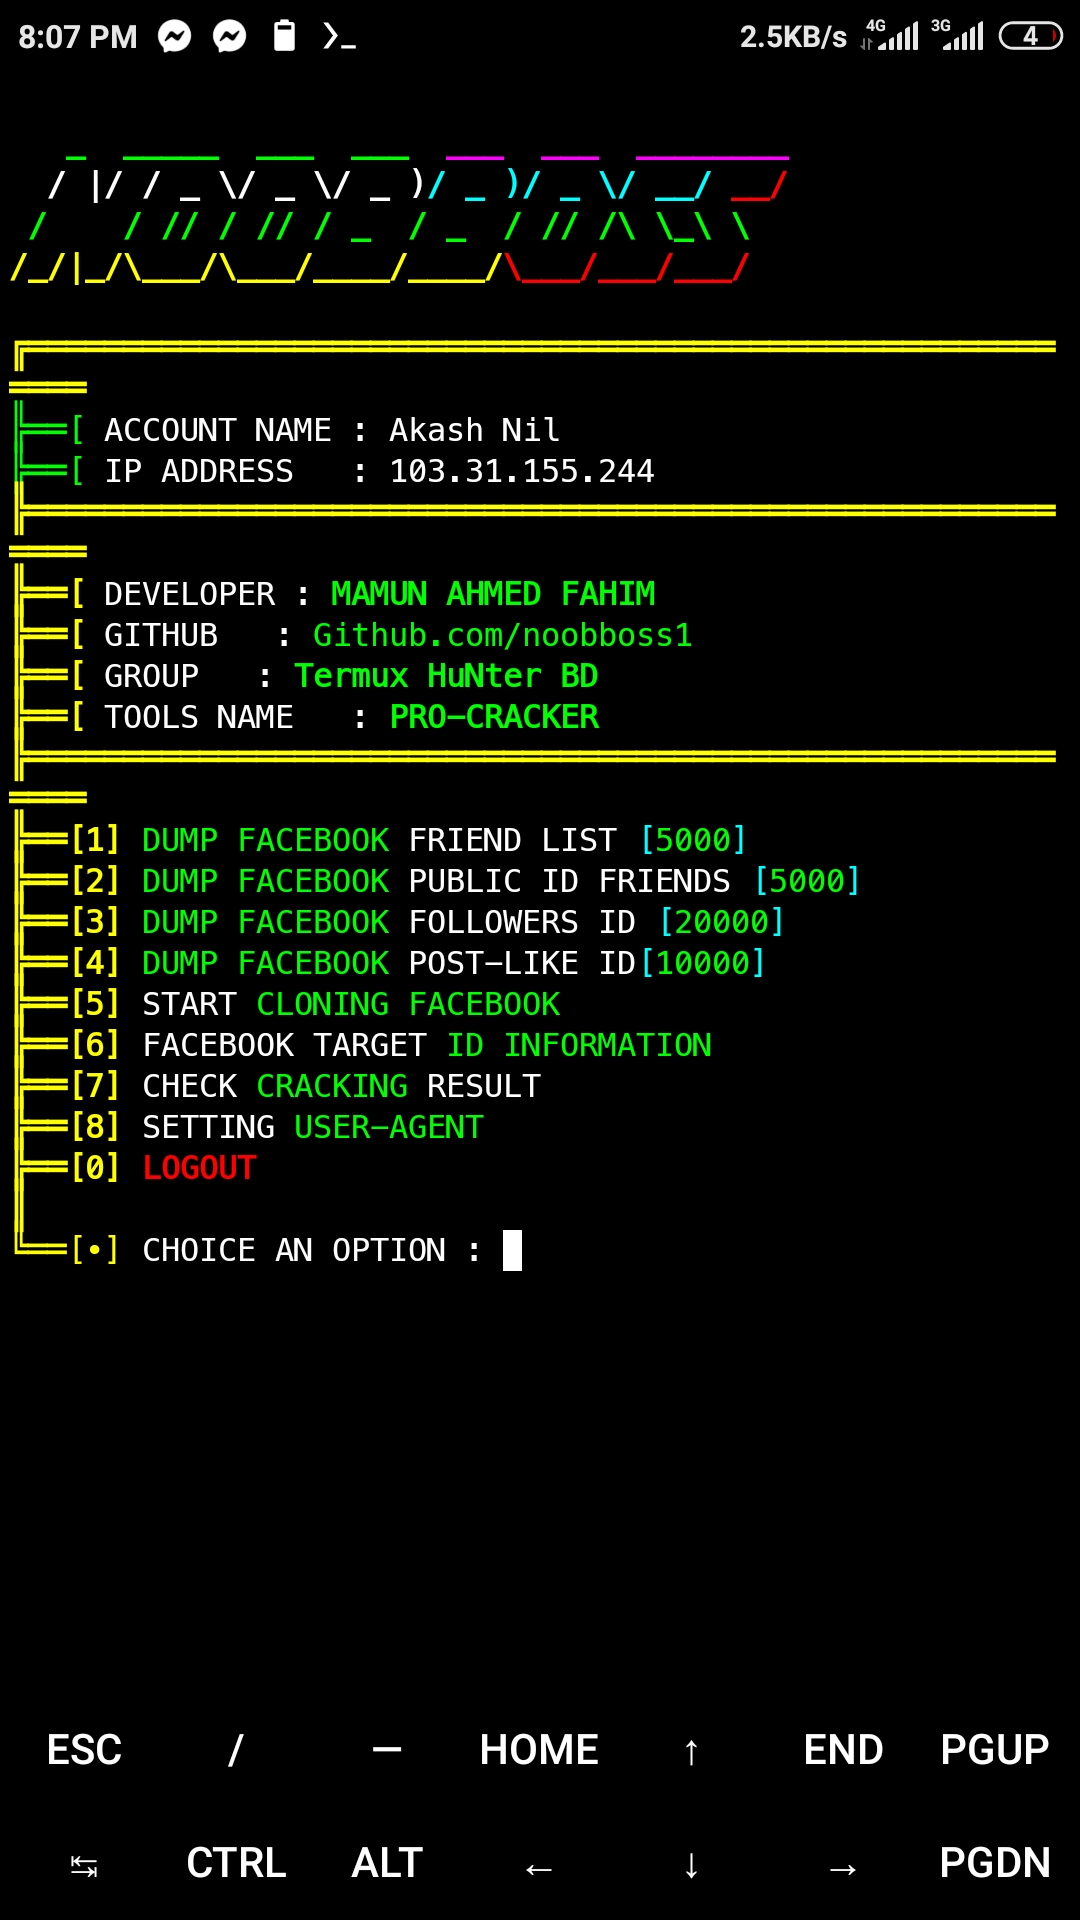 8:07 PM 2.5KB/s 4G 3G 4
ACCOUNT NAME : Akash Nil
IP ADDRESS : 103.31.155.244
DEVELOPER : MAMUN AHMED FAHIM
GITHUB : Github.com/noobboss1
GROUP : Termux HuNter BD
TOOLS NAME : PRO-CRACKER
[1] DUMP FACEBOOK FRIEND LIST [5000]
[2] DUMP FACEBOOK PUBLIC ID FRIENDS [5000]
[3] DUMP FACEBOOK FOLLOWERS ID [20000]
[4] DUMP FACEBOOK POST-LIKE ID[10000]
[5] START CLONING FACEBOOK
[6] FACEBOOK TARGET ID INFORMATION
[7] CHECK CRACKING RESULT
[8] SETTING USER-AGENT
[0] LOGOUT
[•] CHOICE AN OPTION :
ESC / — HOME ↑ END PGUP
↹ CTRL ALT ← ↓ → PGDN